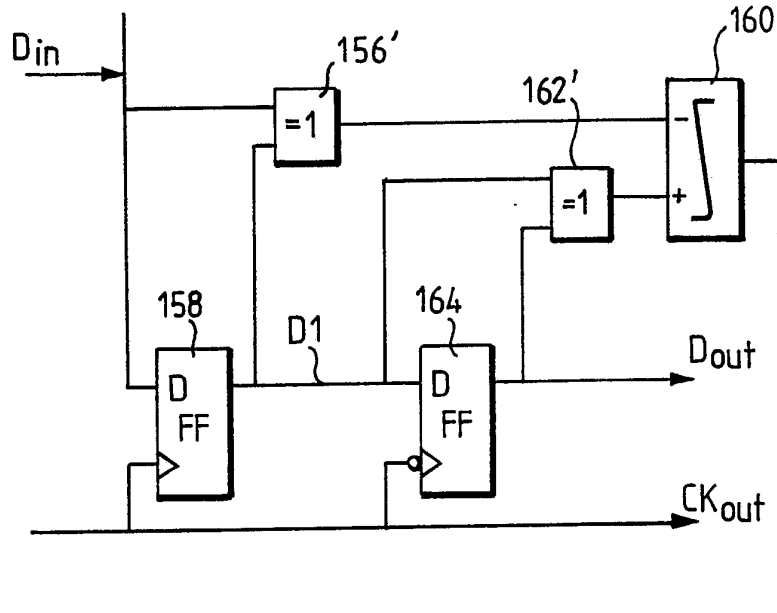 160
156'
Din
162'
=1
−
=1
+
158
164
D1
Dout
D
D
FF
FF
CKout